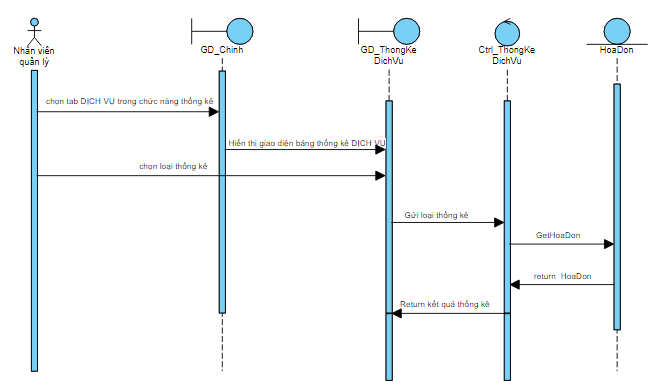 Nhân viên
quản lý
GD_Chinh
GD_ThongKe
DichVu
Ctrl_ThongKe
DichVu
HoaDon
chọn tab DỊCH VỤ trong chức năng thống kê
Hiển thị giao diện bảng thống kê DỊCH VỤ
chọn loại thống kê
Gửi loại thống kê
GetHoaDon
return HoaDon
Return kết quả thống kê